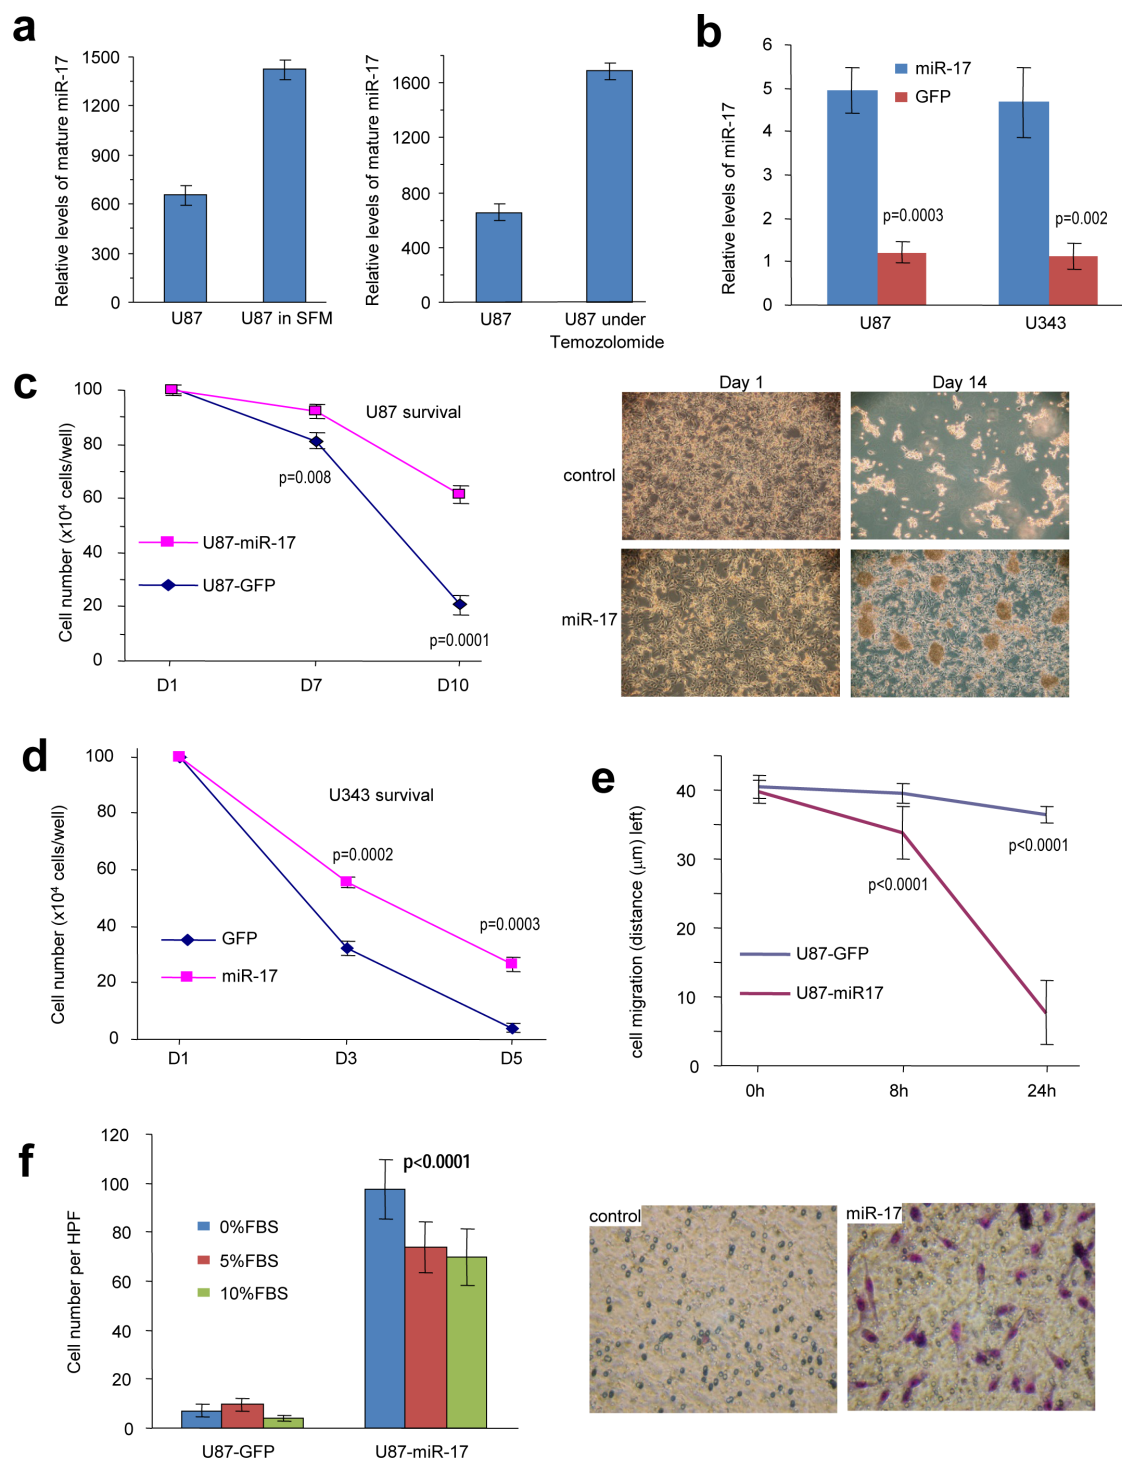 a
Relative levels of mature miR-17
1500
1200
900
600
300
0
U87
U87 in SFM
Relative levels of mature miR-17
1600
1200
800
400
0
U87
U87 under
Temozolomide
b
Relative levels of miR-17
6
5
4
3
2
1
0
miR-17
GFP
p=0.0003
p=0.002
U87
U343
c
Cell number (x10⁴ cells/well)
100
80
60
40
20
0
U87 survival
p=0.008
U87-miR-17
U87-GFP
p=0.0001
D1
D7
D10
Day 1
Day 14
control
miR-17
d
Cell number (x10⁴ cells/well)
100
80
60
40
20
0
U343 survival
p=0.0002
p=0.0003
GFP
miR-17
D1
D3
D5
e
cell migration (distance (μm) left)
40
30
20
10
0
p<0.0001
p<0.0001
U87-GFP
U87-miR17
0h
8h
24h
f
Cell number per HPF
120
100
80
60
40
20
0
p<0.0001
0%FBS
5%FBS
10%FBS
U87-GFP
U87-miR-17
control
miR-17